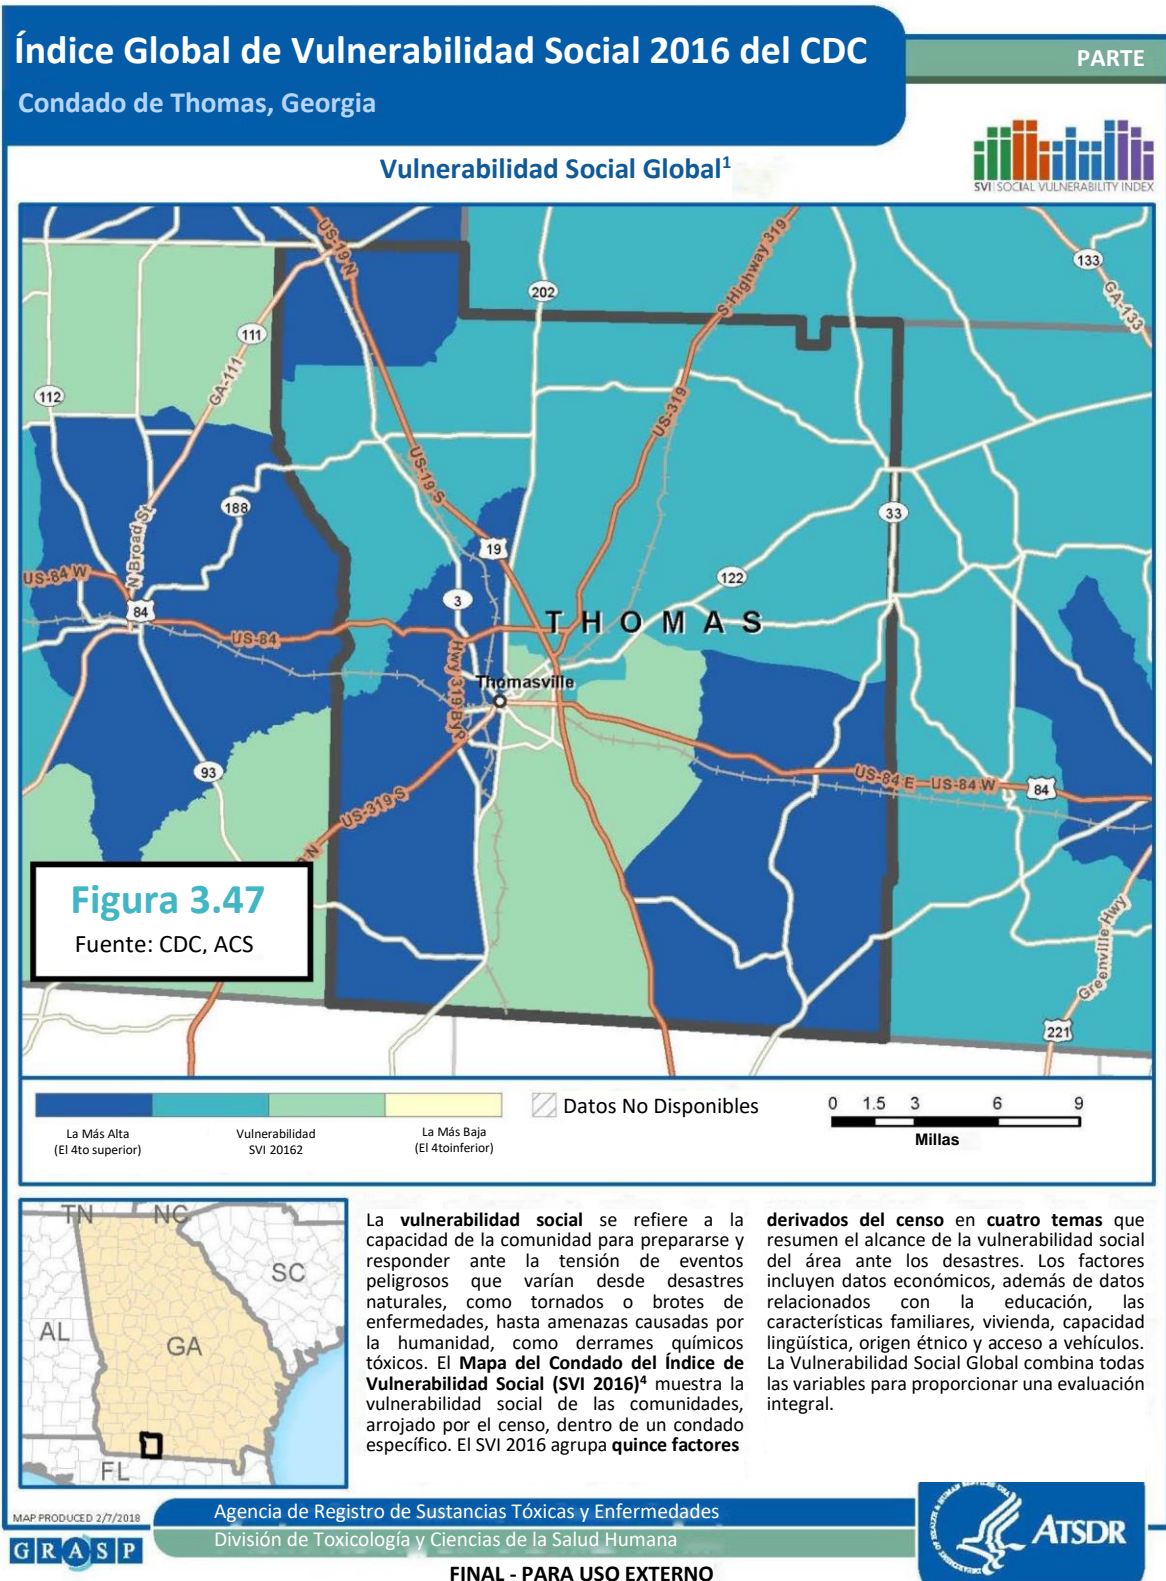 Índice Global de Vulnerabilidad Social 2016 del CDC
PARTE
Condado de Thomas, Georgia
Vulnerabilidad Social Global¹
SVI | SOCIAL VULNERABILITY INDEX
US-19 N
S Highway 319
202
133
GA-133
111
GA-111
112
US-319
US-19 S
188
N Broad St
33
19
US-84 W
122
3
84
THOMAS
US-84
Hwy 319 Byp
Thomasville
93
US-84 E
US-84 W
84
US-319 S
N
Greenville Hwy
221
Figura 3.47
Fuente: CDC, ACS
La Más Alta
(El 4to superior)
Vulnerabilidad
SVI 20162
La Más Baja
(El 4toinferior)
Datos No Disponibles
0 1.5 3 6 9
Millas
TN NC
SC
AL
GA
FL
La vulnerabilidad social se refiere a la
capacidad de la comunidad para prepararse y
responder ante la tensión de eventos
peligrosos que varían desde desastres
naturales, como tornados o brotes de
enfermedades, hasta amenazas causadas por
la humanidad, como derrames químicos
tóxicos. El Mapa del Condado del Índice de
Vulnerabilidad Social (SVI 2016)⁴ muestra la
vulnerabilidad social de las comunidades,
arrojado por el censo, dentro de un condado
específico. El SVI 2016 agrupa quince factores
derivados del censo en cuatro temas que
resumen el alcance de la vulnerabilidad social
del área ante los desastres. Los factores
incluyen datos económicos, además de datos
relacionados con la educación, las
características familiares, vivienda, capacidad
lingüística, origen étnico y acceso a vehículos.
La Vulnerabilidad Social Global combina todas
las variables para proporcionar una evaluación
integral.
MAP PRODUCED 2/7/2018
GRASP
Agencia de Registro de Sustancias Tóxicas y Enfermedades
División de Toxicología y Ciencias de la Salud Humana
ATSDR
FINAL - PARA USO EXTERNO